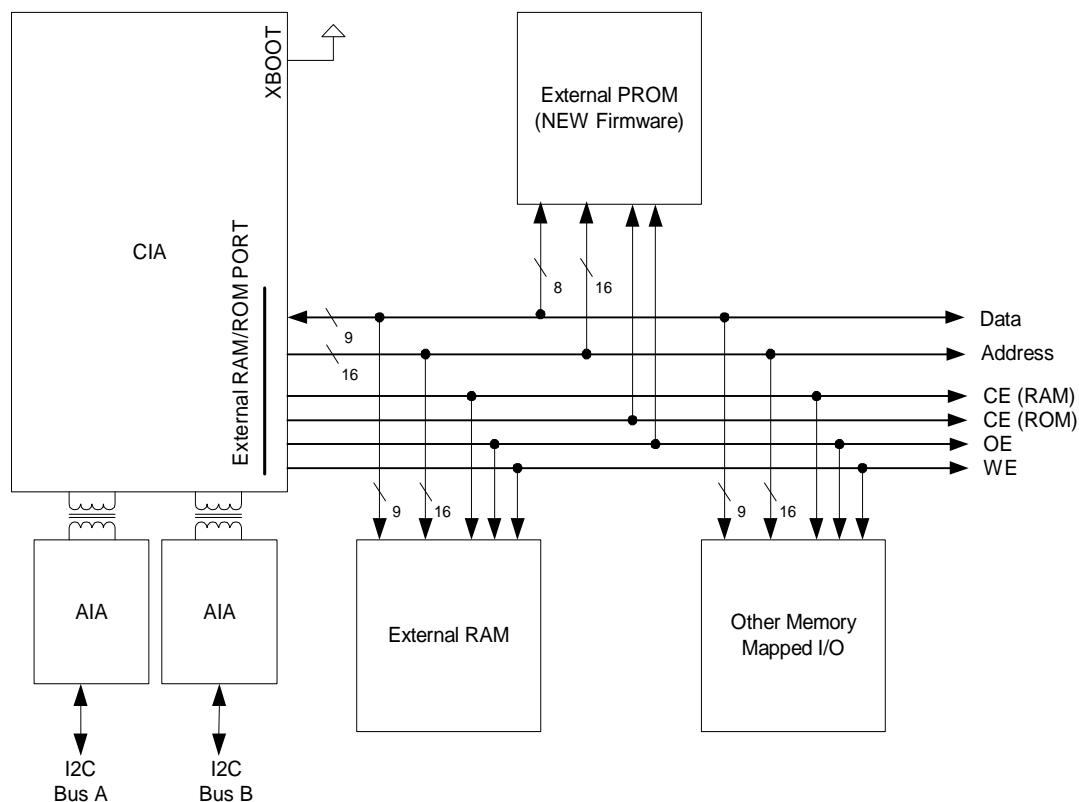 XBOOT
External PROM
(NEW Firmware)
CIA
External RAM/ROM PORT
8
16
9
16
Data
Address
CE (RAM)
CE (ROM)
OE
WE
9
16
9
16
AIA
AIA
External RAM
Other Memory
Mapped I/O
I2C
Bus A
I2C
Bus B